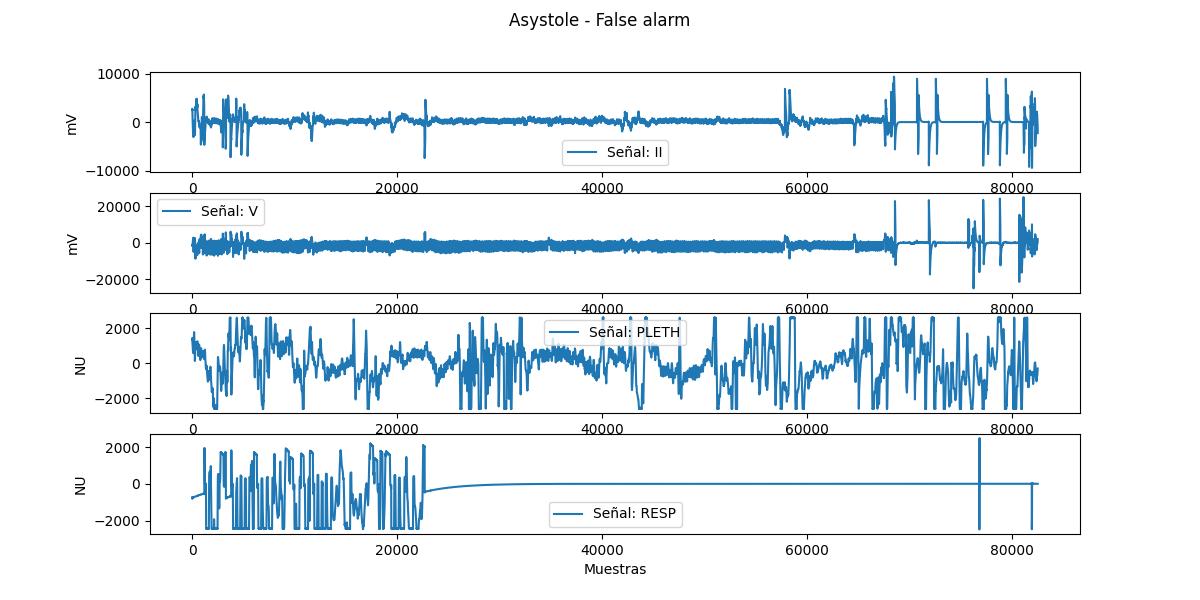 Asystole - False alarm
10000
0
−10000
mV
Señal: II
0 20000 40000 60000 80000
20000
0
−20000
mV
Señal: V
0 20000 40000 60000 80000
2000
0
−2000
NU
Señal: PLETH
0 20000 40000 60000 80000
2000
0
−2000
NU
Señal: RESP
0 20000 40000 60000 80000
Muestras